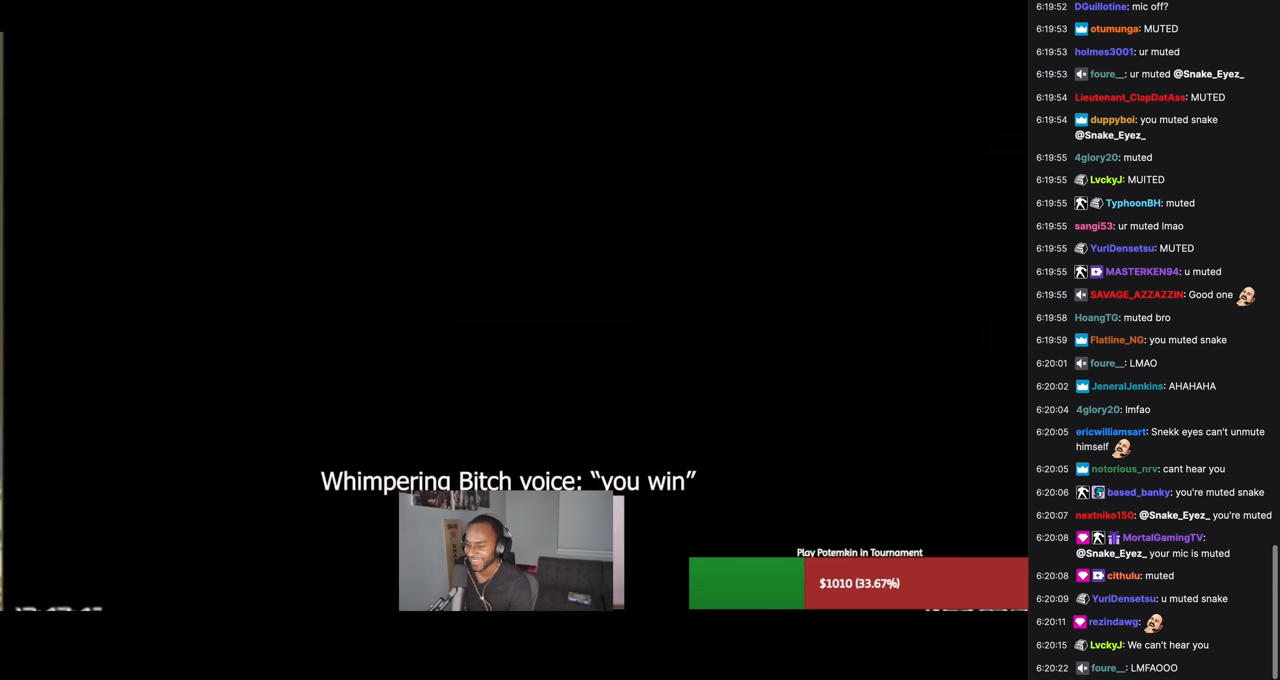 Whimpering Bitch voice: “you win”
Play Potemkin in Tournament
$1010 (33.67%)
6:19:52 DGuillotine: mic off?
6:19:53 otumunga: MUTED
6:19:53 holmes3001: ur muted
6:19:53 foure__: ur muted @Snake_Eyez_
6:19:54 Lieutenant_ClapDatAss: MUTED
6:19:54 duppyboi: you muted snake
@Snake_Eyez_
6:19:55 4glory20: muted
6:19:55 LvckyJ: MUITED
6:19:55 TyphoonBH: muted
6:19:55 sangi53: ur muted lmao
6:19:55 YuriDensetsu: MUTED
6:19:55 MASTERKEN94: u muted
6:19:55 SAVAGE_AZZAZZIN: Good one
6:19:58 HoangTG: muted bro
6:19:59 Flatline_NG: you muted snake
6:20:01 foure__: LMAO
6:20:02 JeneralJenkins: AHAHAHA
6:20:04 4glory20: lmfao
6:20:05 ericwilliamsart: Snekk eyes can't unmute
himself
6:20:05 notorious_nrv: cant hear you
6:20:06 based_banky: you're muted snake
6:20:07 nextniko150: @Snake_Eyez_ you're muted
6:20:08 MortalGamingTV:
@Snake_Eyez_ your mic is muted
6:20:08 cithulu: muted
6:20:09 YuriDensetsu: u muted snake
6:20:11 rezindawg:
6:20:15 LvckyJ: We can't hear you
6:20:22 foure__: LMFAOOO